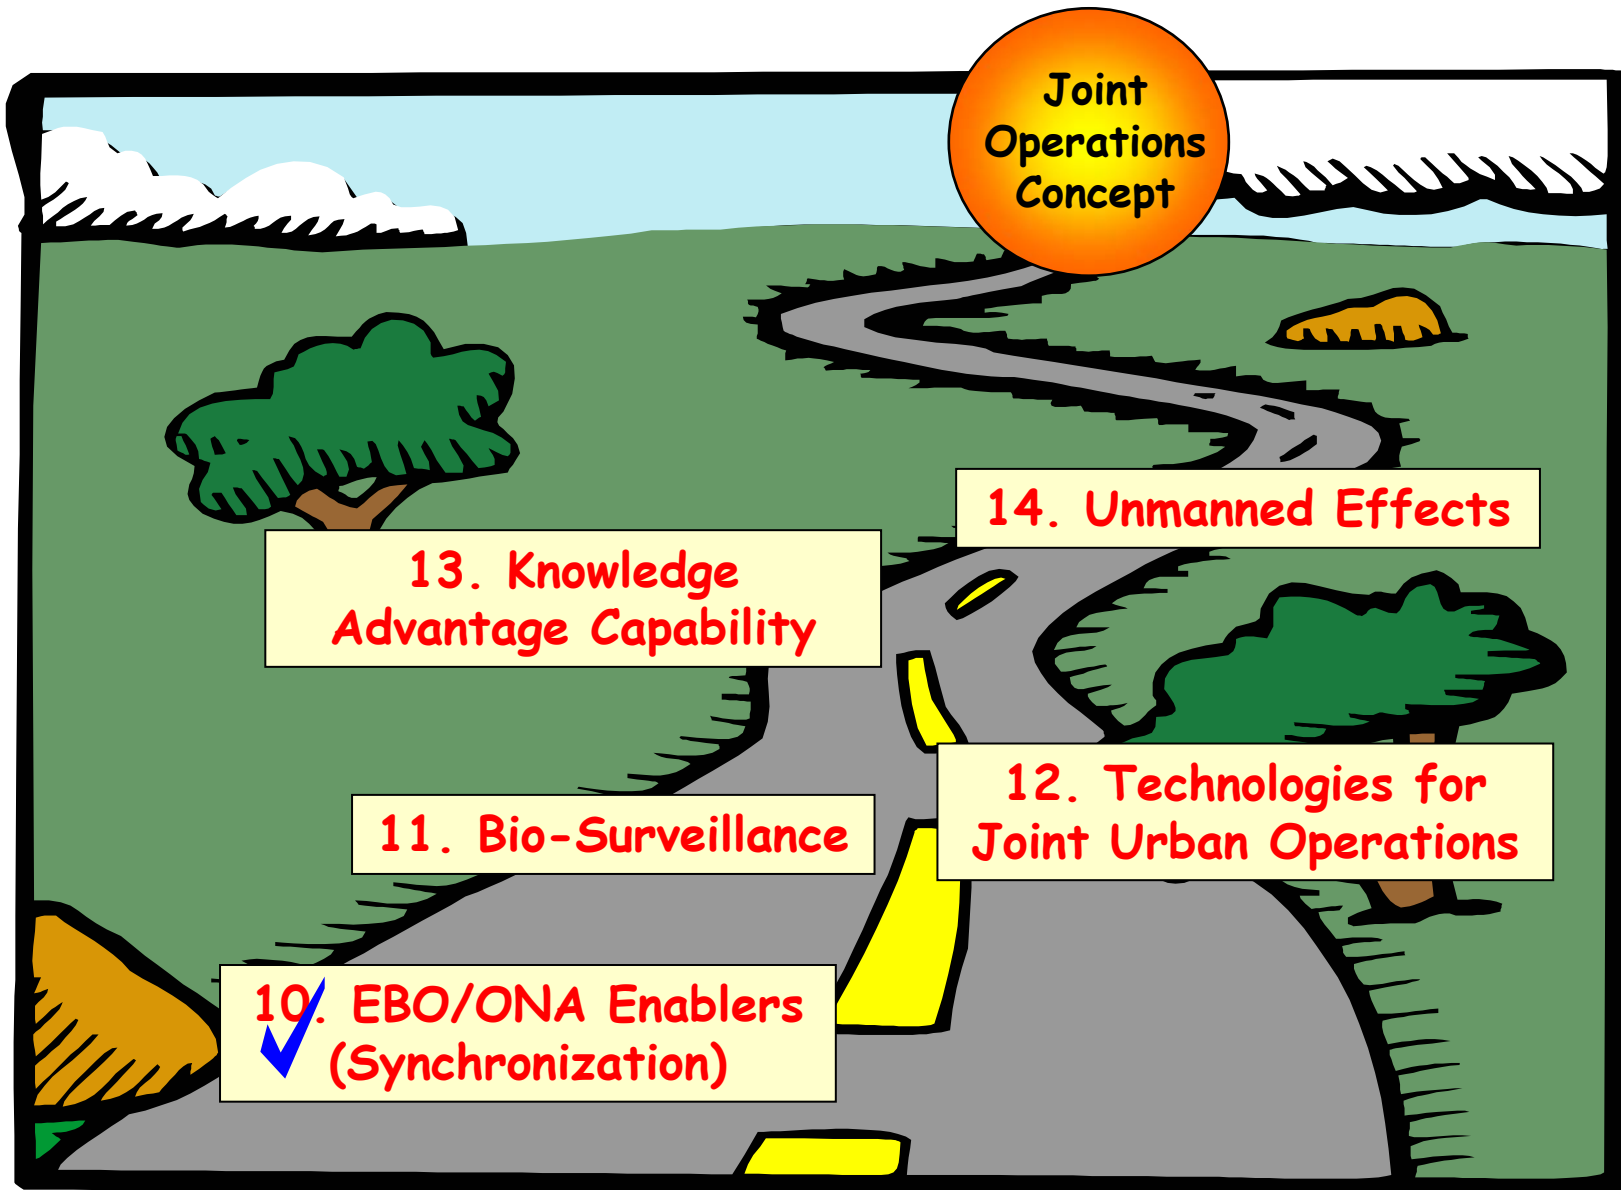 Joint
Operations
Concept
14. Unmanned Effects
13. Knowledge
Advantage Capability
12. Technologies for
Joint Urban Operations
11. Bio-Surveillance
10. EBO/ONA Enablers
(Synchronization)